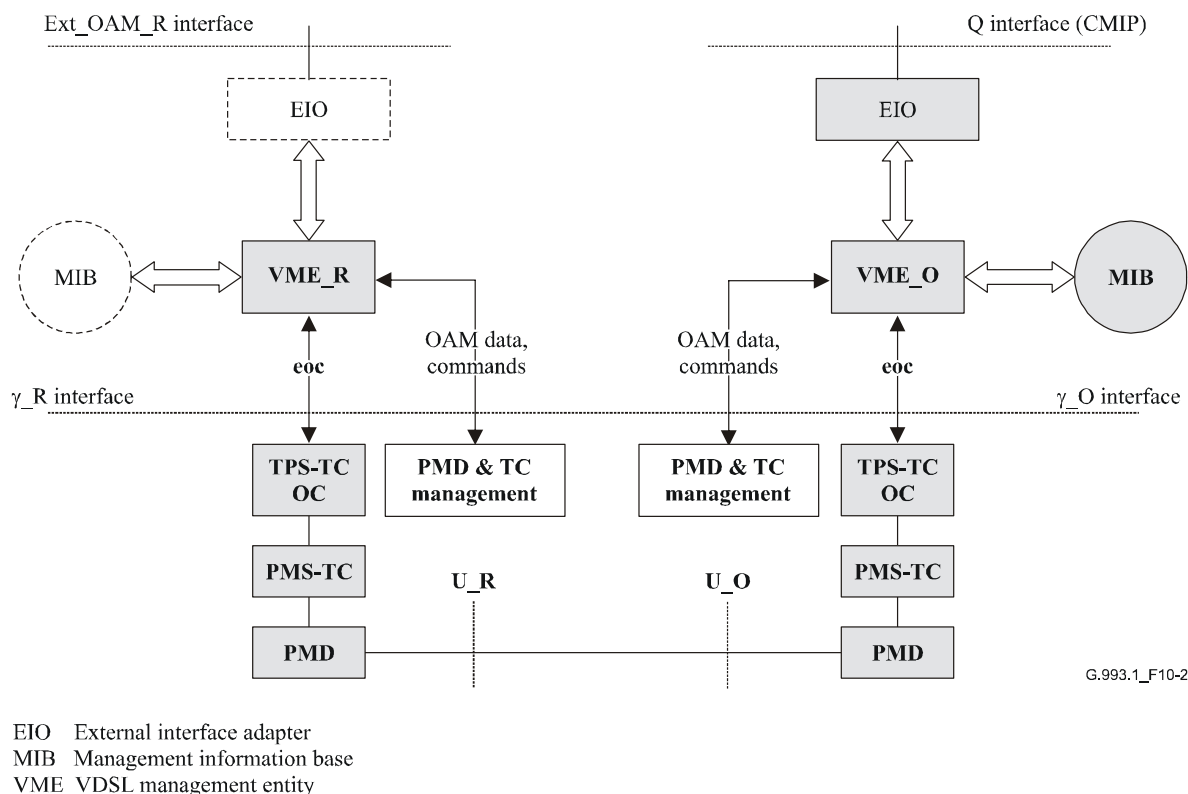 Ext_OAM_R interface
Q interface (CMIP)
EIO
EIO
MIB
VME_R
VME_O
MIB
OAM data,
commands
OAM data,
commands
eoc
eoc
γ_R interface
γ_O interface
TPS-TC
OC
PMD & TC
management
PMD & TC
management
TPS-TC
OC
PMS-TC
U_R
U_O
PMS-TC
PMD
PMD
G.993.1_F10-2
EIO External interface adapter
MIB Management information base
VME VDSL management entity